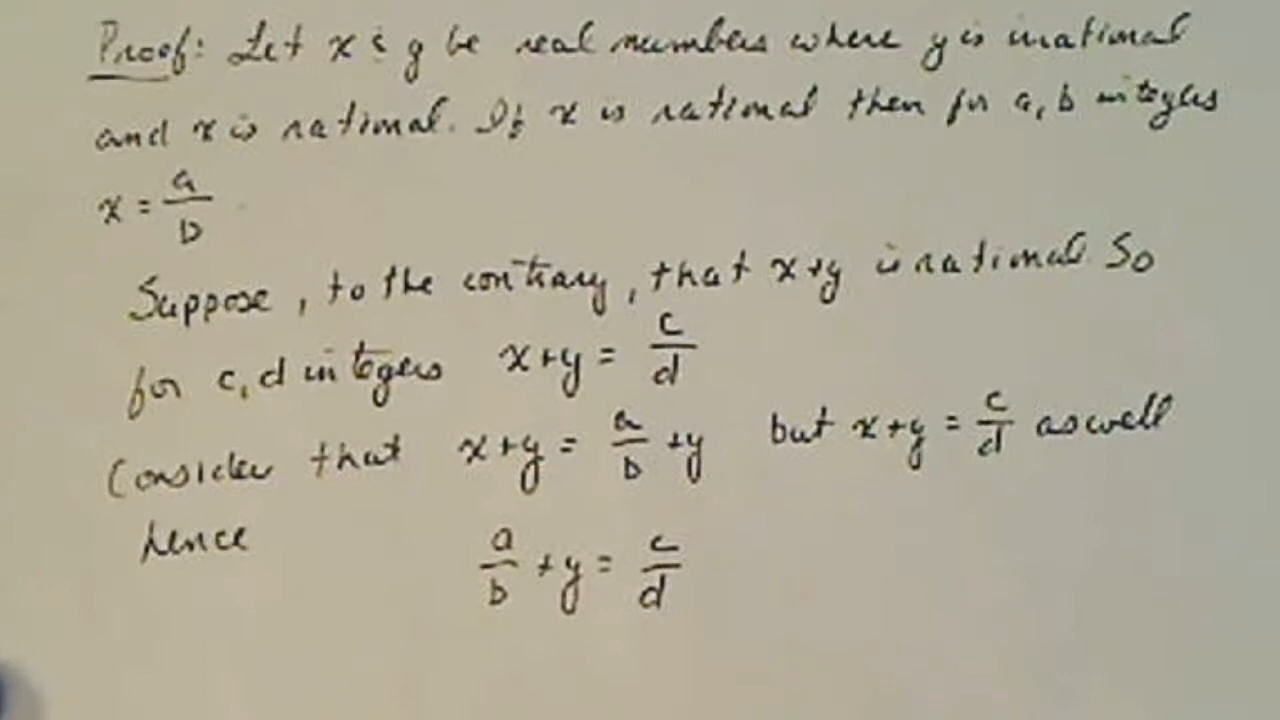 Proof: Let x & y be real numbers where y is irrational
and x is rational. If x is rational then for a, b integers
x = a/b
Suppose, to the contrary, that x+y is rational So
for c, d integers x+y = c/d
Consider that x+y = a/b + y but x+y = c/d as well
hence a/b + y = c/d